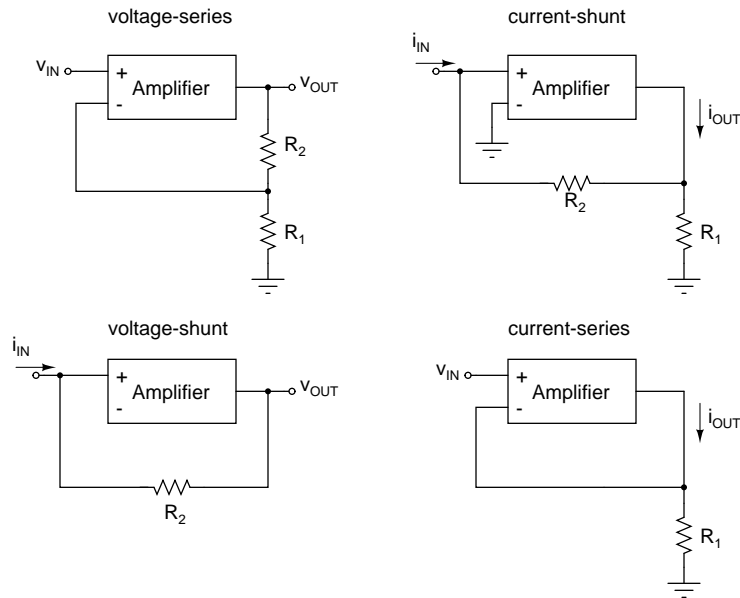 voltage-series
v_IN
+
-
Amplifier
v_OUT
R_2
R_1
current-shunt
i_IN
+
-
Amplifier
i_OUT
R_2
R_1
voltage-shunt
i_IN
+
-
Amplifier
v_OUT
R_2
current-series
v_IN
+
-
Amplifier
i_OUT
R_1